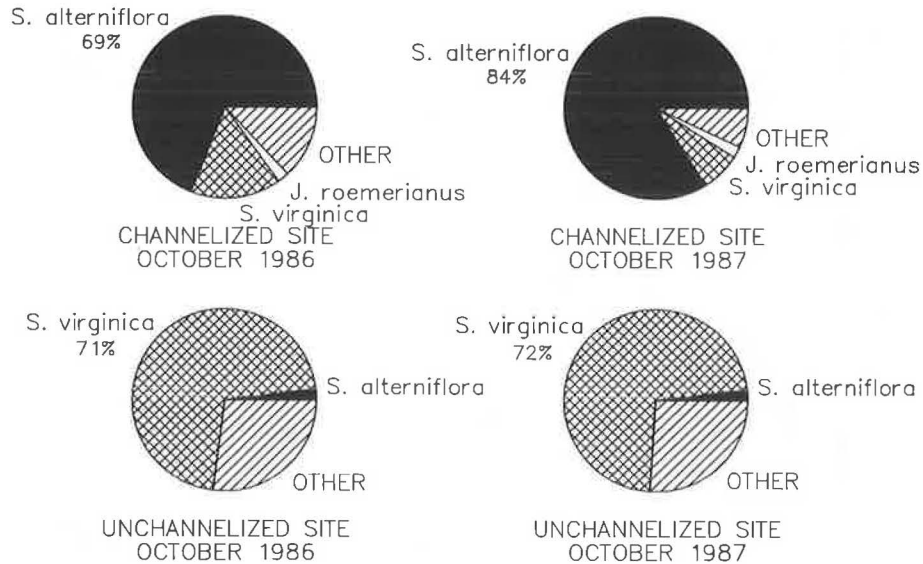 S. alterniflora
69%
OTHER
J. roemerianus
S. virginica
CHANNELIZED SITE
OCTOBER 1986
S. alterniflora
84%
OTHER
J. roemerianus
S. virginica
CHANNELIZED SITE
OCTOBER 1987
S. virginica
71%
S. alterniflora
OTHER
UNCHANNELIZED SITE
OCTOBER 1986
S. virginica
72%
S. alterniflora
OTHER
UNCHANNELIZED SITE
OCTOBER 1987